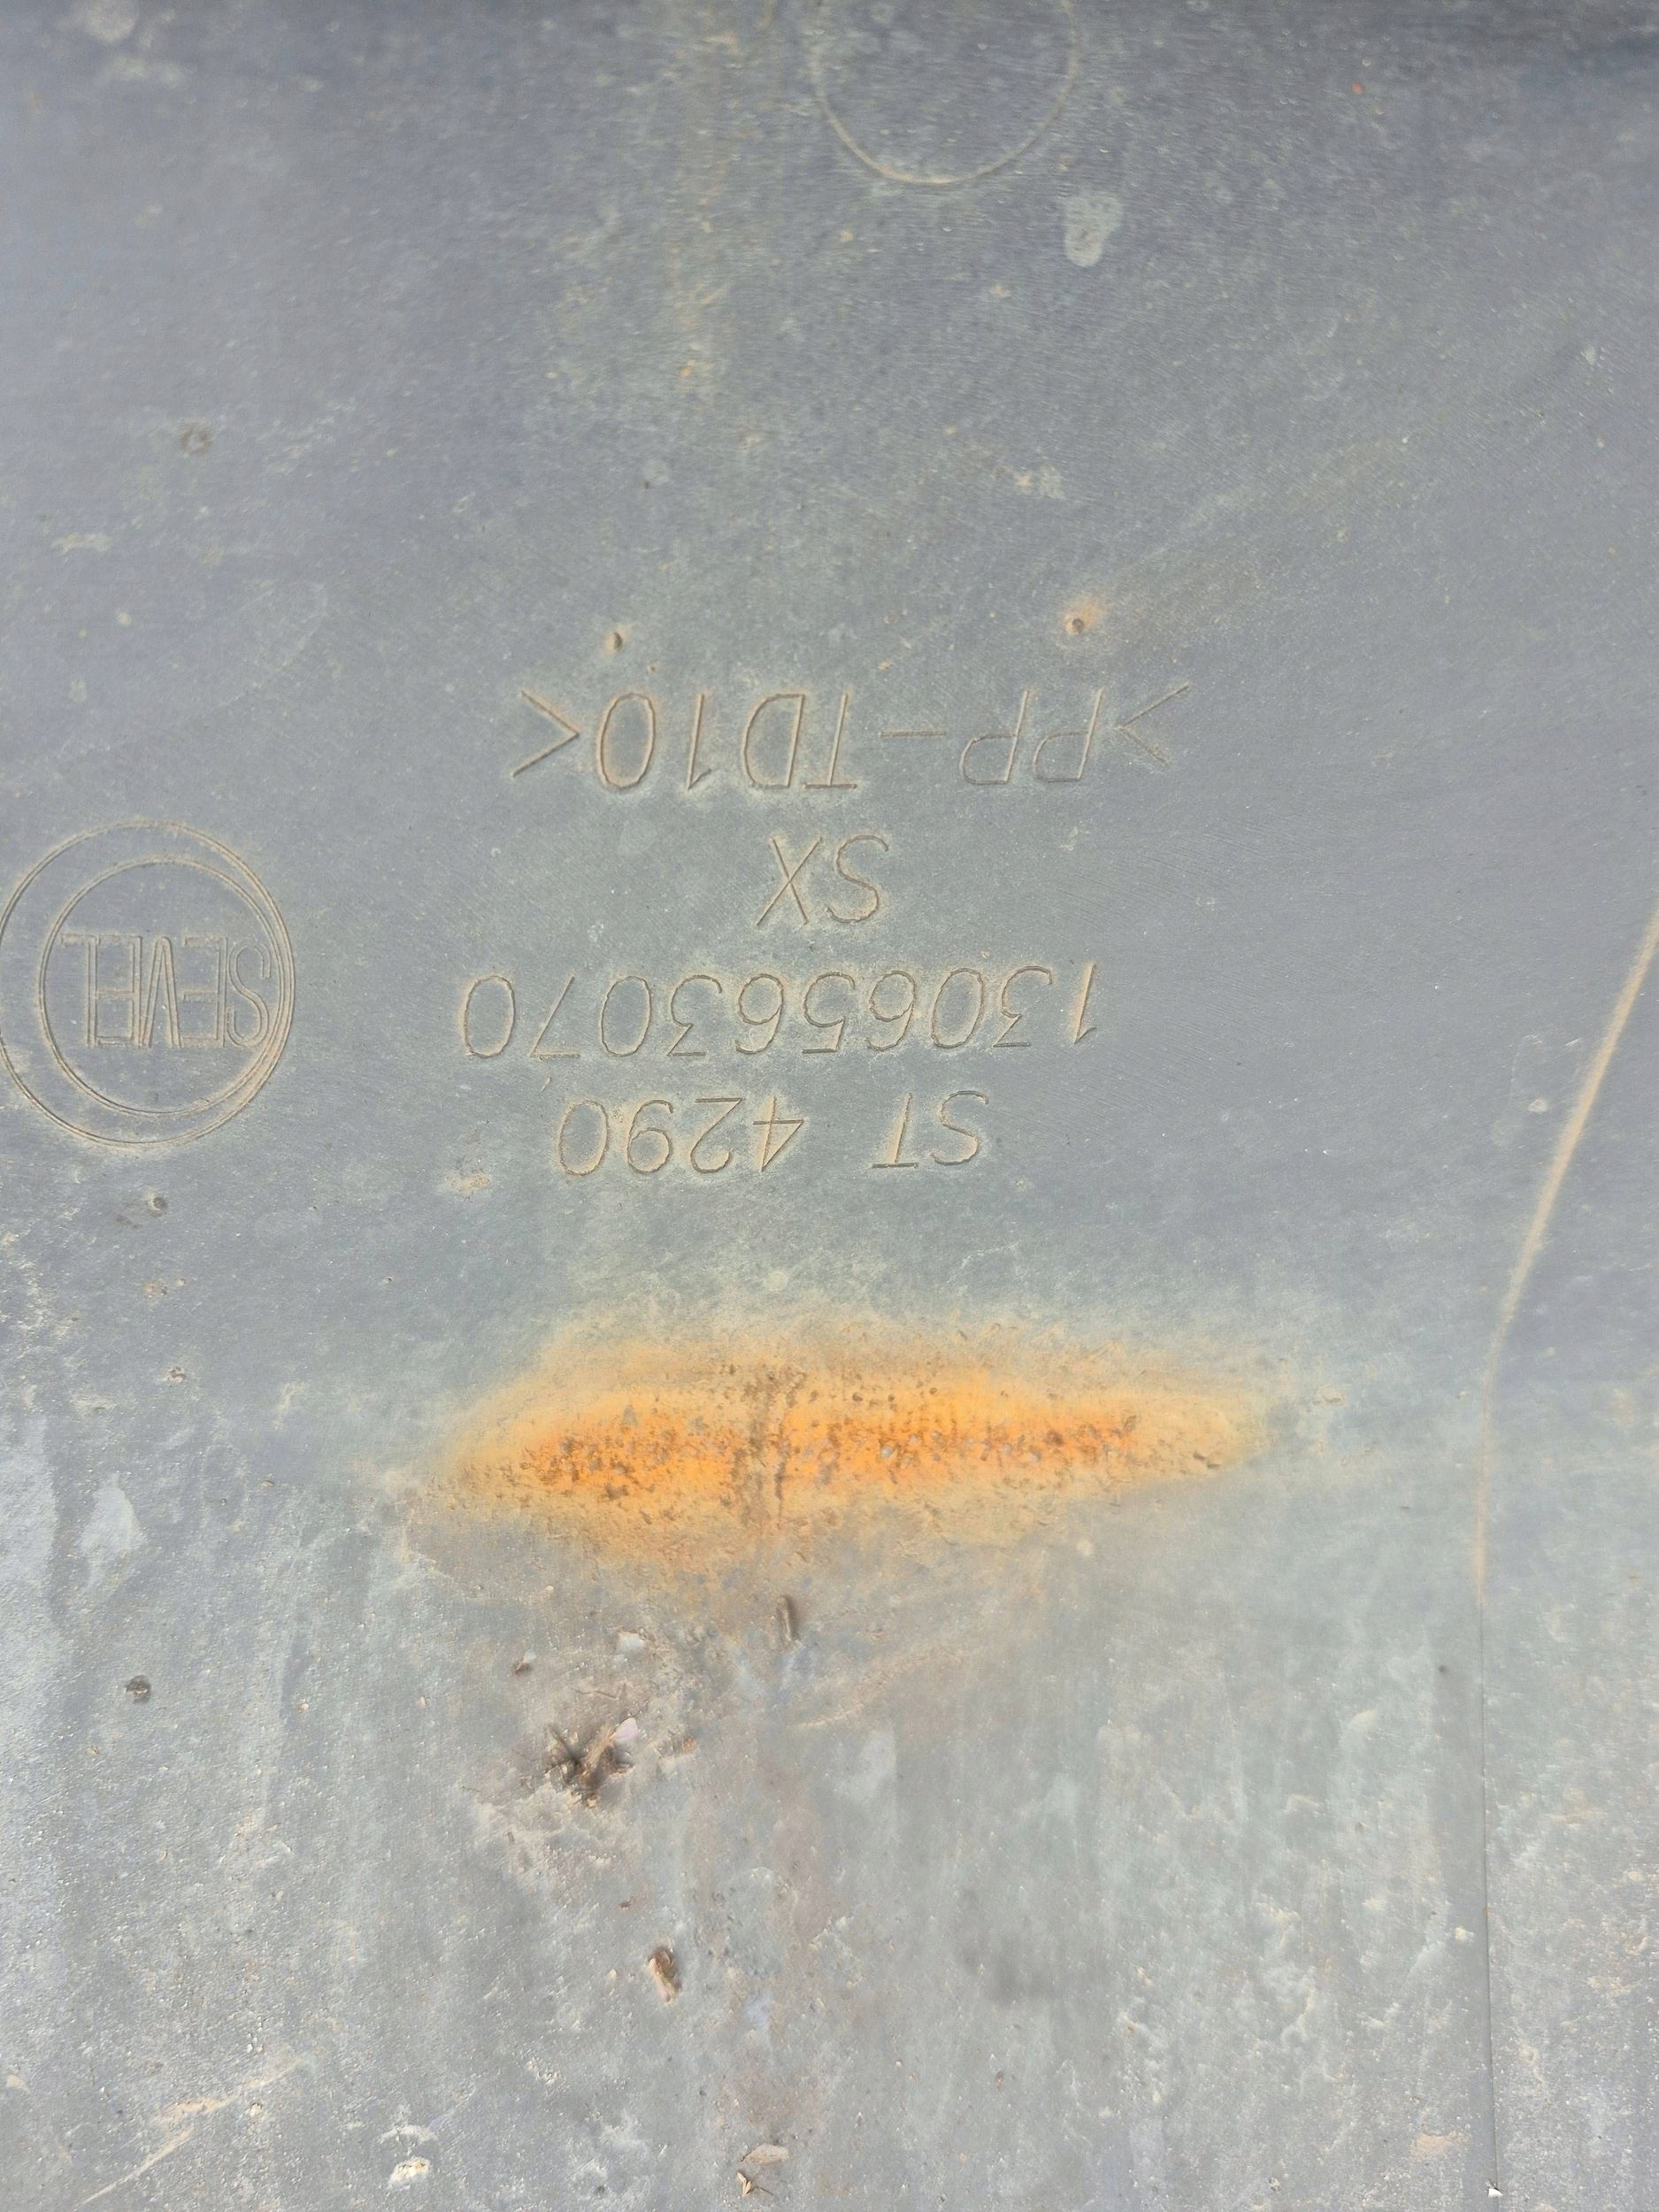 ST 4290
1306563070
SEVEL
SX
>PP-TD10<